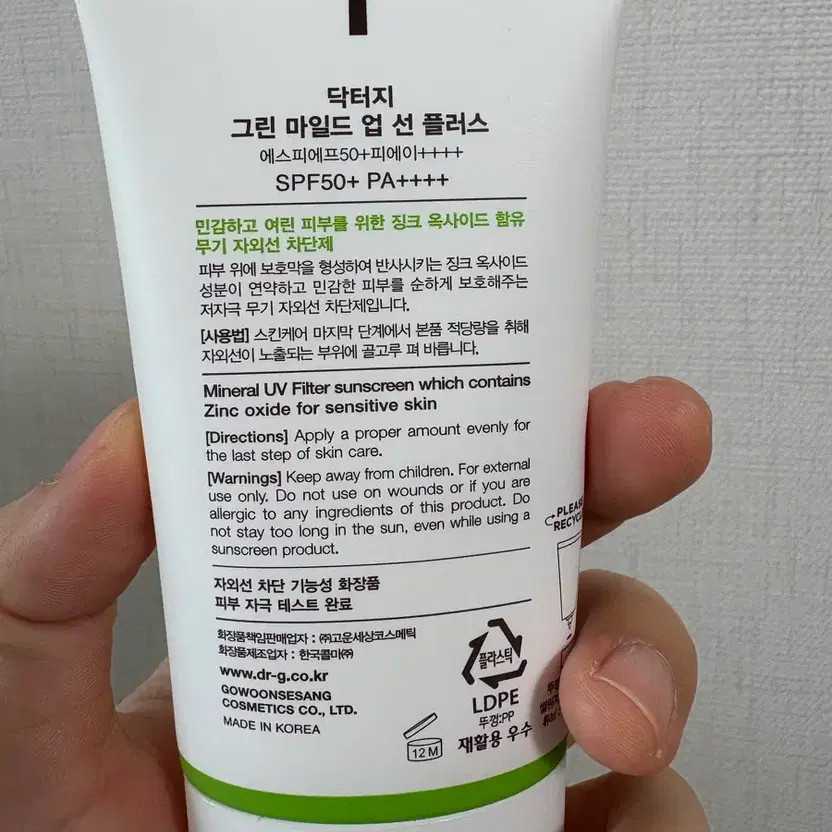 닥터지
그린 마일드 업 선 플러스
에스피에프50+피에이++++
SPF50+ PA++++
민감하고 여린 피부를 위한 징크 옥사이드 함유
무기 자외선 차단제
피부 위에 보호막을 형성하여 반사시키는 징크 옥사이드
성분이 연약하고 민감한 피부를 순하게 보호해주는
저자극 무기 자외선 차단제입니다.
[사용법] 스킨케어 마지막 단계에서 본품 적당량을 취해
자외선이 노출되는 부위에 골고루 펴 바릅니다.
Mineral UV Filter sunscreen which contains
Zinc oxide for sensitive skin
[Directions] Apply a proper amount evenly for
the last step of skin care.
[Warnings] Keep away from children. For external
use only. Do not use on wounds or if you are
allergic to any ingredients of this product. Do
not stay too long in the sun, even while using a
sunscreen product.
PLEASE
RECYCLE
자외선 차단 기능성 화장품
피부 자극 테스트 완료
화장품책임판매업자 : ㈜고운세상코스메틱
화장품제조업자 : 한국콜마㈜
www.dr-g.co.kr
GOWOONSESANG
COSMETICS CO., LTD.
MADE IN KOREA
12M
플라스틱
LDPE
뚜껑:PP
재활용 우수